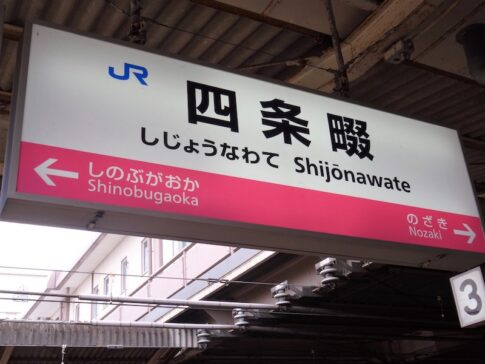 JR
四条畷
しじょうなわて Shijōnawate
← しのぶがおか
Shinobugaoka
のざき →
Nozaki
3